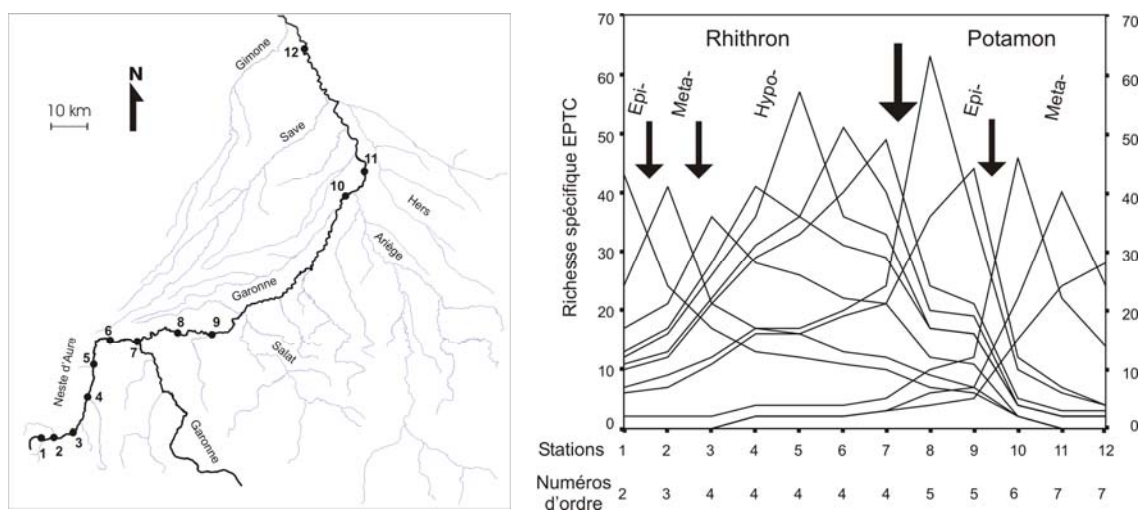 Gimone
12
N
10 km
Save
11
10
Hers
Ariège
Garonne
8
9
6
7
Salat
5
Neste d'Aure
4
Garonne
1
2
3
70
60
50
40
30
20
10
0
Richesse spécifique EPTC
Rhithron
Potamon
Epi-
Meta-
Hypo-
Epi-
Meta-
70
60
50
40
30
20
10
0
Stations 1 2 3 4 5 6 7 8 9 10 11 12
Numéros d'ordre 2 3 4 4 4 4 4 5 5 6 7 7